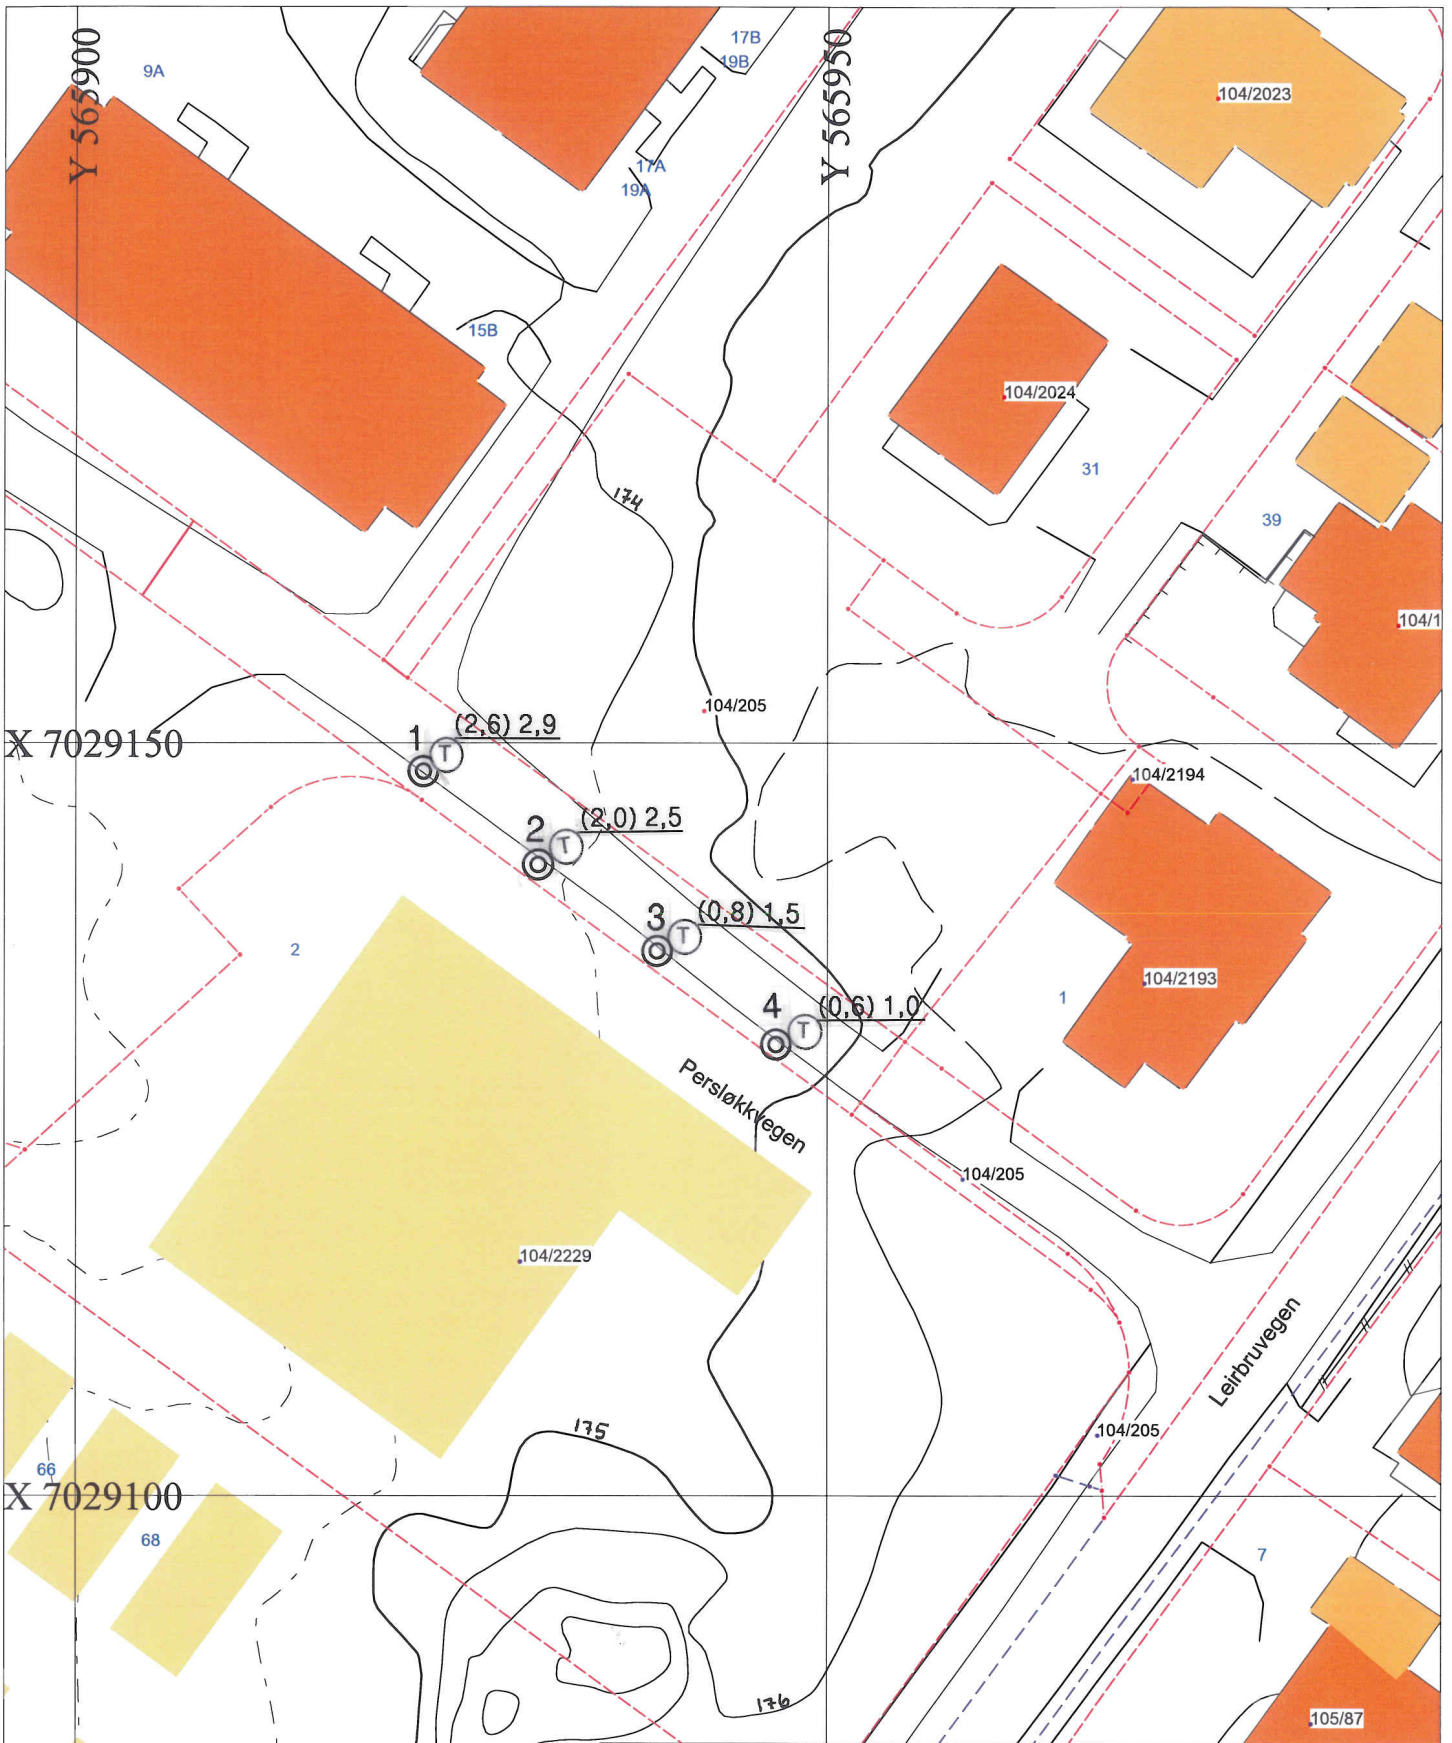 Y 565900
Y 565950
17B
19B
9A
104/2023
17A
19A
15B
104/2024
31
174
39
104/1
104/205
X 7029150
1 T (2,6) 2,9
104/2194
2 T (2,0) 2,5
3 T (0,8) 1,5
2
104/2193
1
4 T (0,6) 1,0
Persløkkvegen
104/205
104/2229
Leirbruvegen
175
104/205
66
X 7029100
68
7
176
105/87